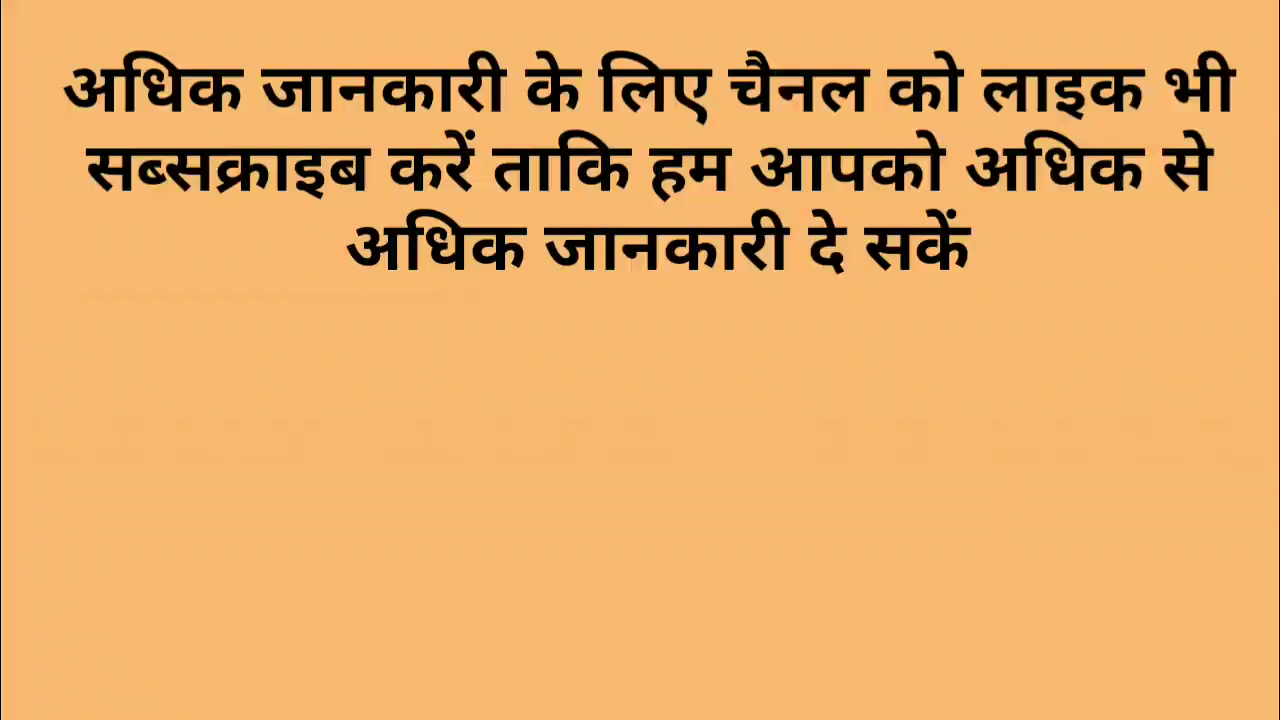 अधिक जानकारी के लिए चैनल को लाइक भी
सब्सक्राइब करें ताकि हम आपको अधिक से
अधिक जानकारी दे सकें